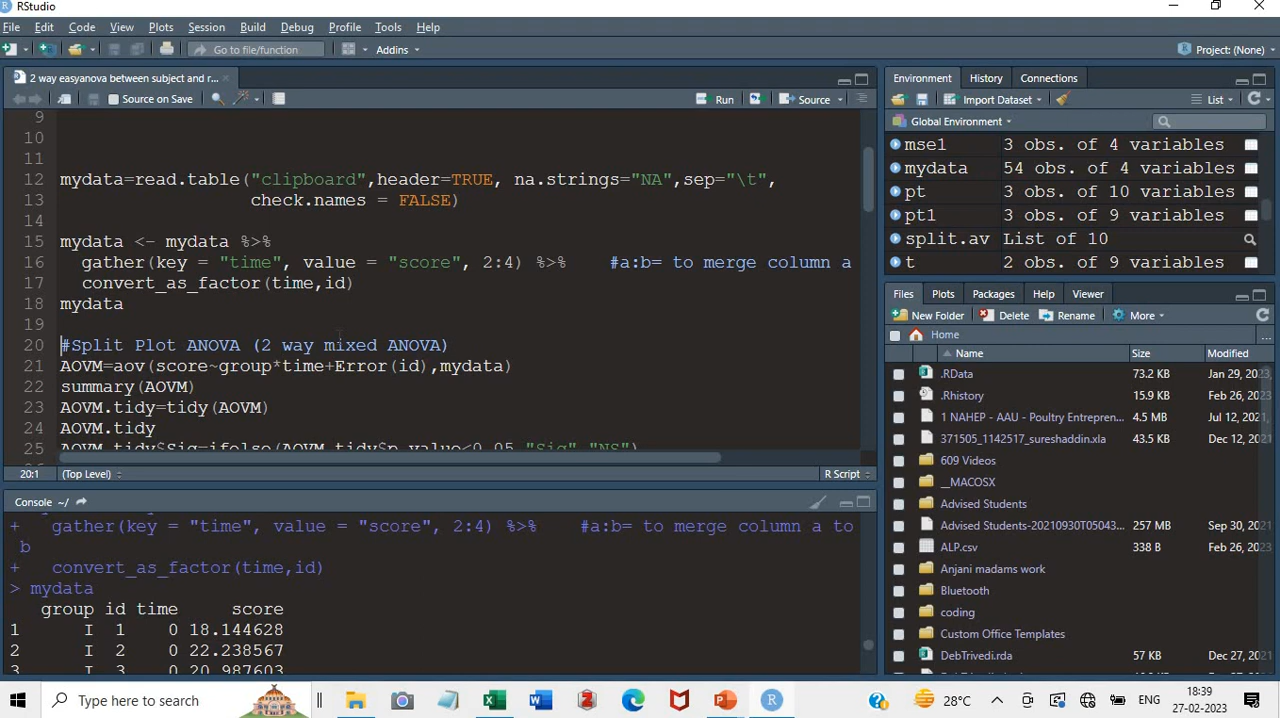 RStudio
File Edit Code View Plots Session Build Debug Profile Tools Help
Go to file/function Addins Project: (None)
2 way easyanova between subject and r...
Source on Save Run Source
9
10
11
12 mydata=read.table("clipboard",header=TRUE, na.strings="NA",sep="\t",
13 check.names = FALSE)
14
15 mydata <- mydata %>%
16 gather(key = "time", value = "score", 2:4) %>% #a:b= to merge column a
17 convert_as_factor(time,id)
18 mydata
19
20 #Split Plot ANOVA (2 way mixed ANOVA)
21 AOVM=aov(score~group*time+Error(id),mydata)
22 summary(AOVM)
23 AOVM.tidy=tidy(AOVM)
24 AOVM.tidy
25 AOVM.tidy$Sig=ifelse(AOVM.tidy$p.value<0.05,"Sig","NS")
20:1 (Top Level) R Script
Console ~/
+ gather(key = "time", value = "score", 2:4) %>% #a:b= to merge column a to
b
+ convert_as_factor(time,id)
> mydata
group id time score
1 I 1 0 18.144628
2 I 2 0 22.238567
3 I 3 0 20.987603
Environment History Connections
Import Dataset List
Global Environment
mse1 3 obs. of 4 variables
mydata 54 obs. of 4 variables
pt 3 obs. of 10 variables
pt1 3 obs. of 9 variables
split.av List of 10
t 2 obs. of 9 variables
Files Plots Packages Help Viewer
New Folder Delete Rename More
Home ...
Name Size Modified
.RData 73.2 KB Jan 29, 2023,
.Rhistory 15.9 KB Feb 26, 2023,
1 NAHEP - AAU - Poultry Entrepren... 4.5 MB Jul 12, 2021,
371505_1142517_sureshaddin.xla 43.5 KB Dec 12, 2021
609 Videos
__MACOSX
Advised Students
Advised Students-20210930T05043... 257 MB Sep 30, 2021,
ALP.csv 338 B Feb 26, 2023,
Anjani madams work
Bluetooth
coding
Custom Office Templates
DebTrivedi.rda 57 KB Dec 27, 2021
Type here to search 28°C ENG 18:39
27-02-2023